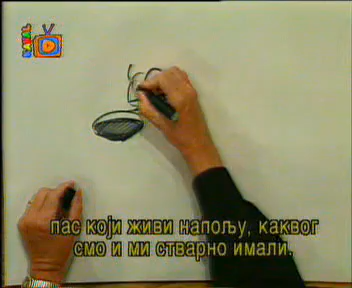 пас који живи напољу, каквог
смо и ми стварно имали.